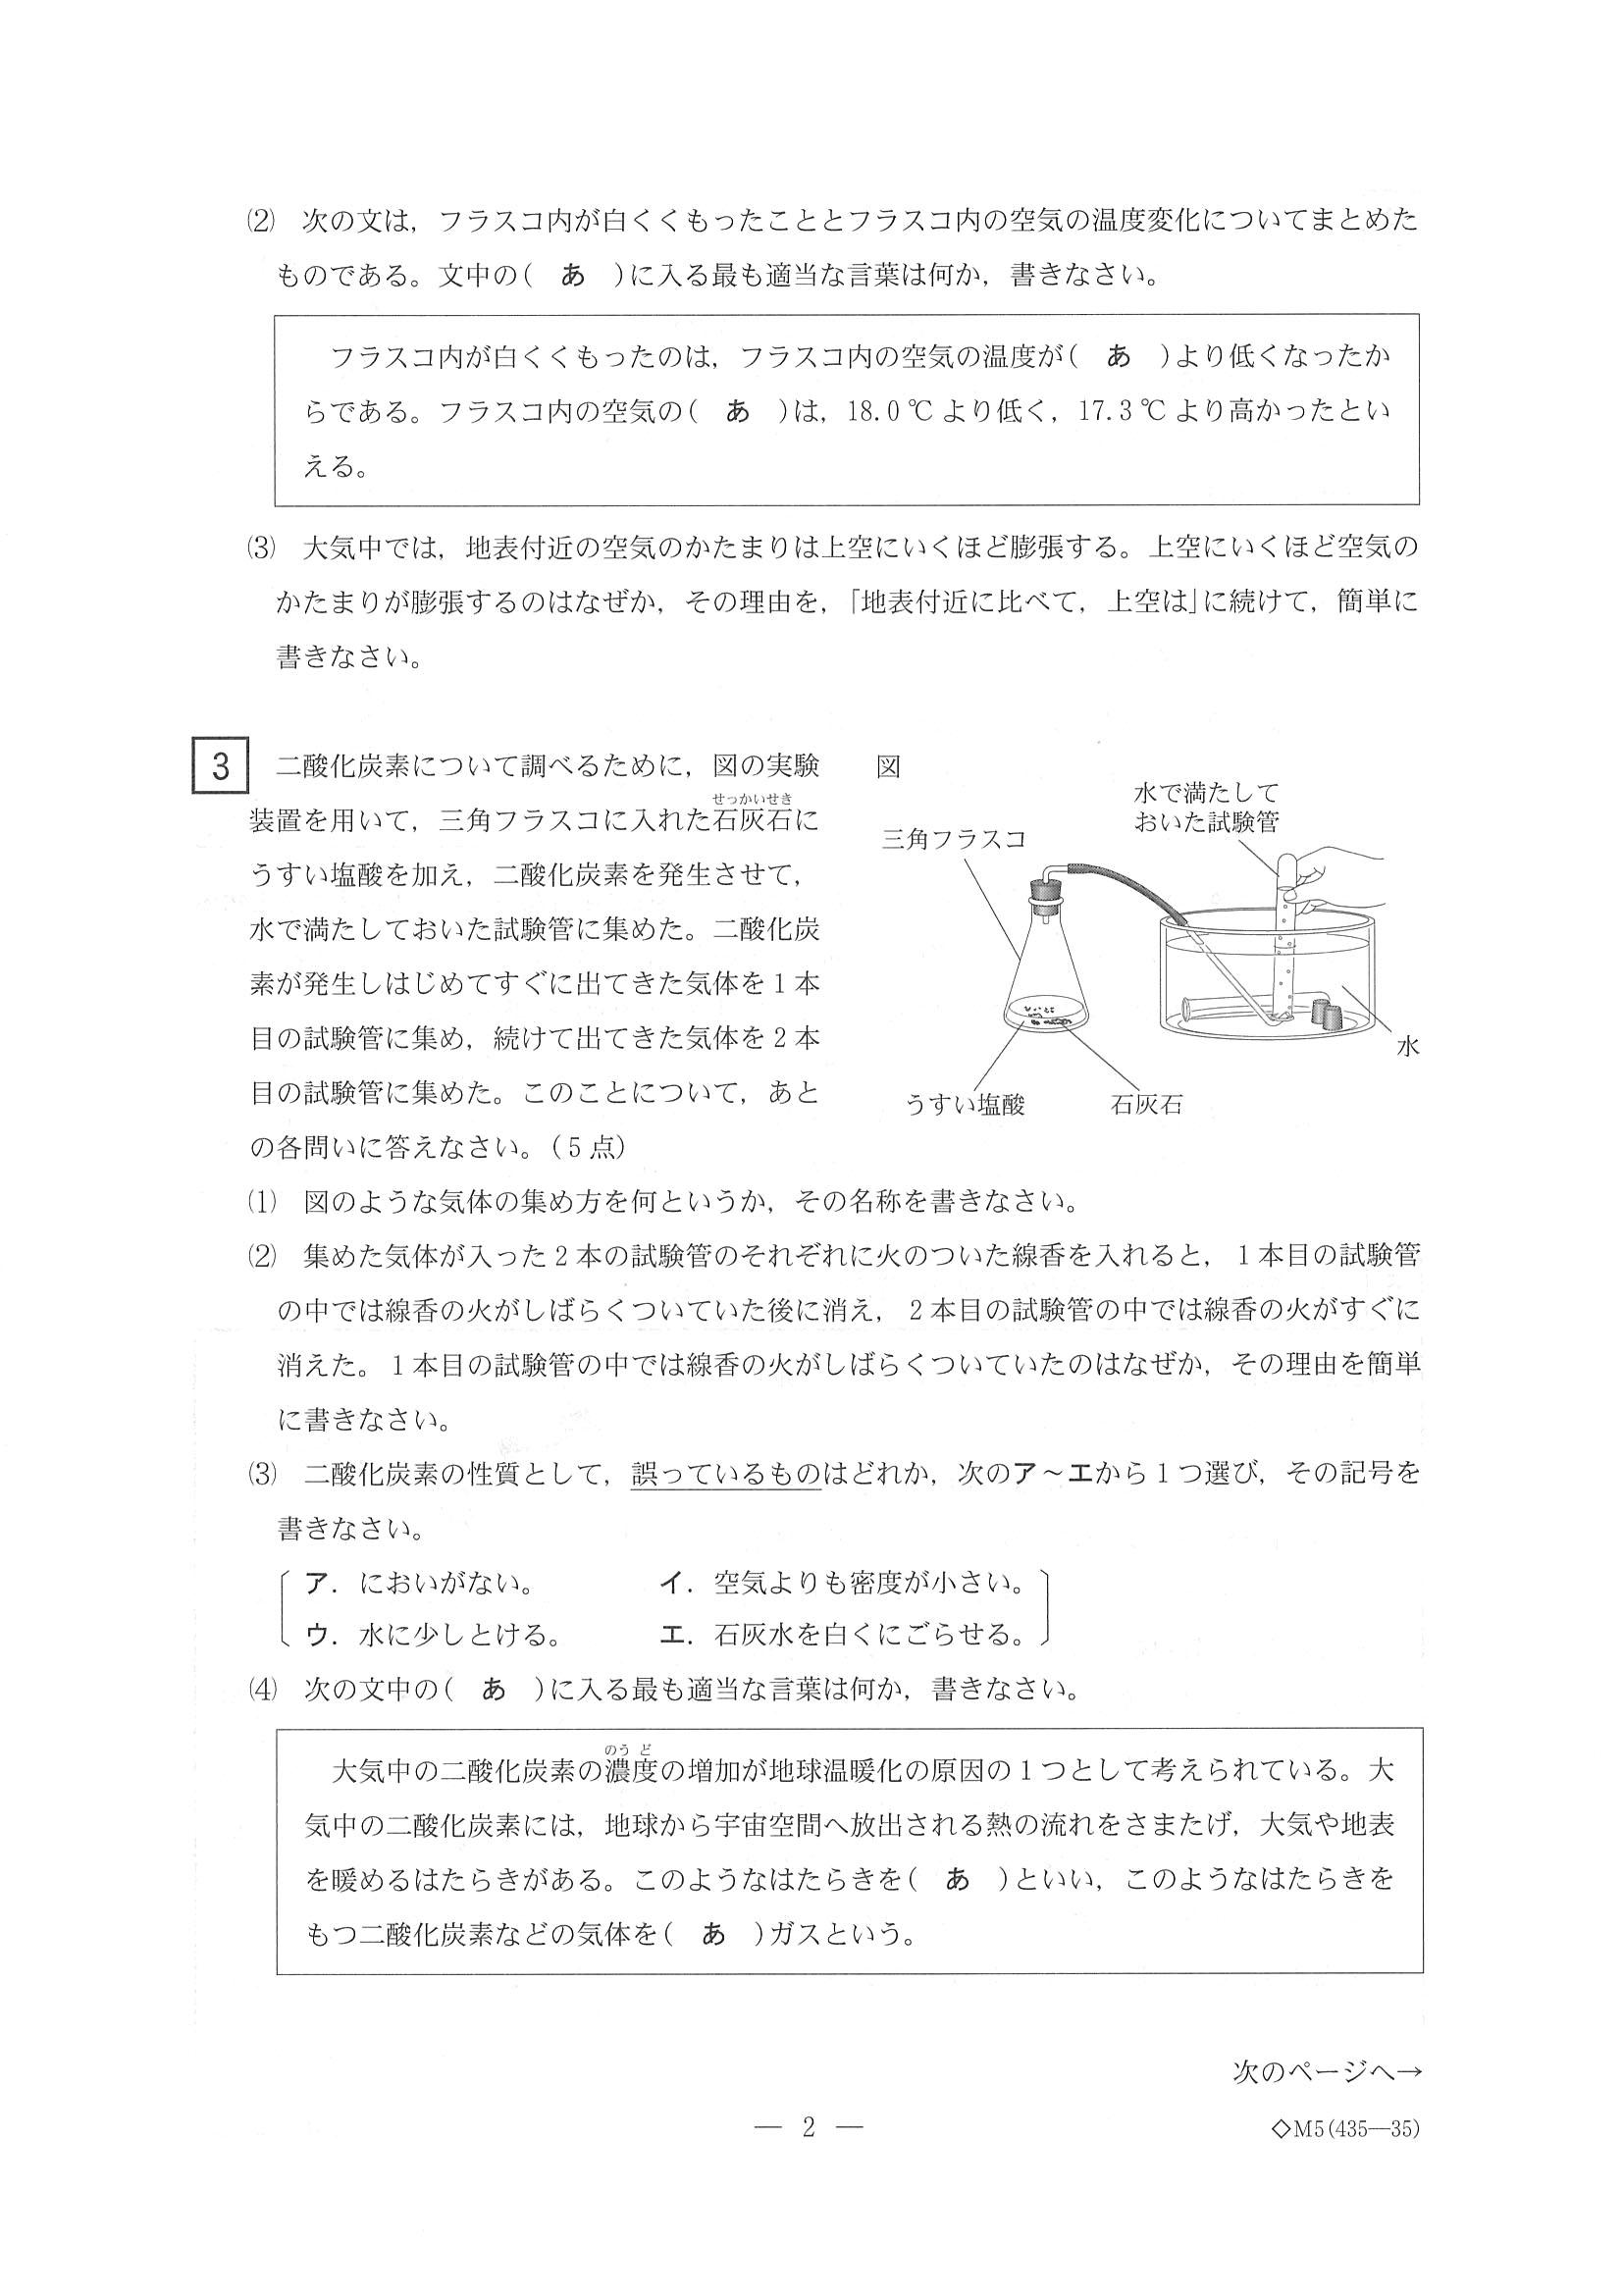 ⑵ 次の文は，フラスコ内が白くくもったこととフラスコ内の空気の温度変化についてまとめた
ものである。文中の( あ )に入る最も適当な言葉は何か，書きなさい。
フラスコ内が白くくもったのは，フラスコ内の空気の温度が( あ )より低くなったか
らである。フラスコ内の空気の( あ )は，18.0 ℃ より低く，17.3 ℃ より高かったとい
える。
⑶ 大気中では，地表付近の空気のかたまりは上空にいくほど膨張する。上空にいくほど空気の
かたまりが膨張するのはなぜか，その理由を，「地表付近に比べて，上空は」に続けて，簡単に
書きなさい。
3 二酸化炭素について調べるために，図の実験
せっかいせき
装置を用いて，三角フラスコに入れた石灰石に
うすい塩酸を加え，二酸化炭素を発生させて，
水で満たしておいた試験管に集めた。二酸化炭
素が発生しはじめてすぐに出てきた気体を1本
目の試験管に集め，続けて出てきた気体を2本
目の試験管に集めた。このことについて，あと
の各問いに答えなさい。（5点）
図
水で満たして
おいた試験管
三角フラスコ
水
うすい塩酸
石灰石
⑴ 図のような気体の集め方を何というか，その名称を書きなさい。
⑵ 集めた気体が入った2本の試験管のそれぞれに火のついた線香を入れると，1本目の試験管
の中では線香の火がしばらくついていた後に消え，2本目の試験管の中では線香の火がすぐに
消えた。1本目の試験管の中では線香の火がしばらくついていたのはなぜか，その理由を簡単
に書きなさい。
⑶ 二酸化炭素の性質として，誤っているものはどれか，次のア～エから1つ選び，その記号を
書きなさい。
ア．においがない。 イ．空気よりも密度が小さい。
ウ．水に少しとける。 エ．石灰水を白くにごらせる。
⑷ 次の文中の( あ )に入る最も適当な言葉は何か，書きなさい。
のう ど
大気中の二酸化炭素の濃度の増加が地球温暖化の原因の1つとして考えられている。大
気中の二酸化炭素には，地球から宇宙空間へ放出される熱の流れをさまたげ，大気や地表
を暖めるはたらきがある。このようなはたらきを( あ )といい，このようなはたらきを
もつ二酸化炭素などの気体を( あ )ガスという。
次のページへ→
― 2 ―
◇M5(435―35)